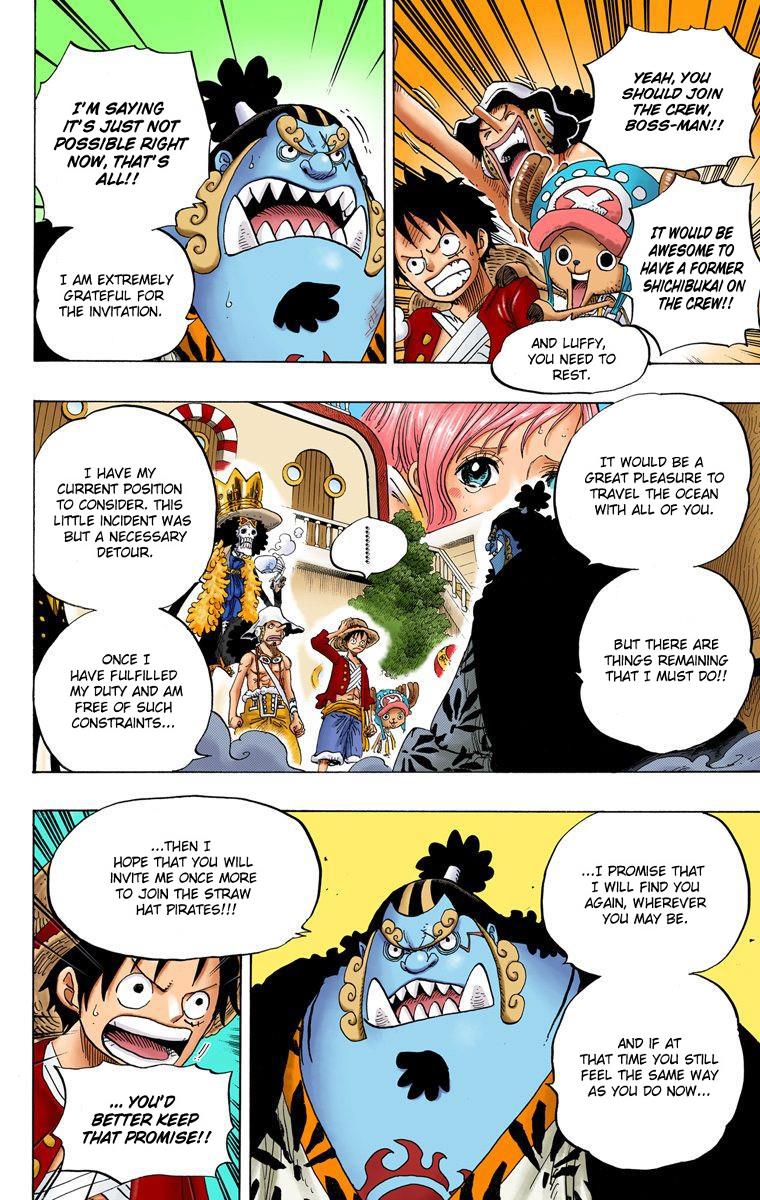 YEAH, YOU
SHOULD JOIN
THE CREW,
BOSS-MAN!!
IT WOULD BE
AWESOME TO
HAVE A FORMER
SHICHIBUKAI ON
THE CREW!!
AND LUFFY,
YOU NEED TO
REST.
I'M SAYING
IT'S JUST NOT
POSSIBLE RIGHT
NOW, THAT'S
ALL!!
I AM EXTREMELY
GRATEFUL FOR
THE INVITATION.
IT WOULD BE A
GREAT PLEASURE TO
TRAVEL THE OCEAN
WITH ALL OF YOU.
BUT THERE ARE
THINGS REMAINING
THAT I MUST DO!!
.........
I HAVE MY
CURRENT POSITION
TO CONSIDER. THIS
LITTLE INCIDENT WAS
BUT A NECESSARY
DETOUR.
ONCE I
HAVE FULFILLED
MY DUTY AND AM
FREE OF SUCH
CONSTRAINTS...
...I PROMISE THAT
I WILL FIND YOU
AGAIN, WHEREVER
YOU MAY BE.
AND IF AT
THAT TIME YOU STILL
FEEL THE SAME WAY
AS YOU DO NOW...
...THEN I
HOPE THAT YOU WILL
INVITE ME ONCE MORE
TO JOIN THE STRAW
HAT PIRATES!!!
... YOU'D
BETTER KEEP
THAT PROMISE!!